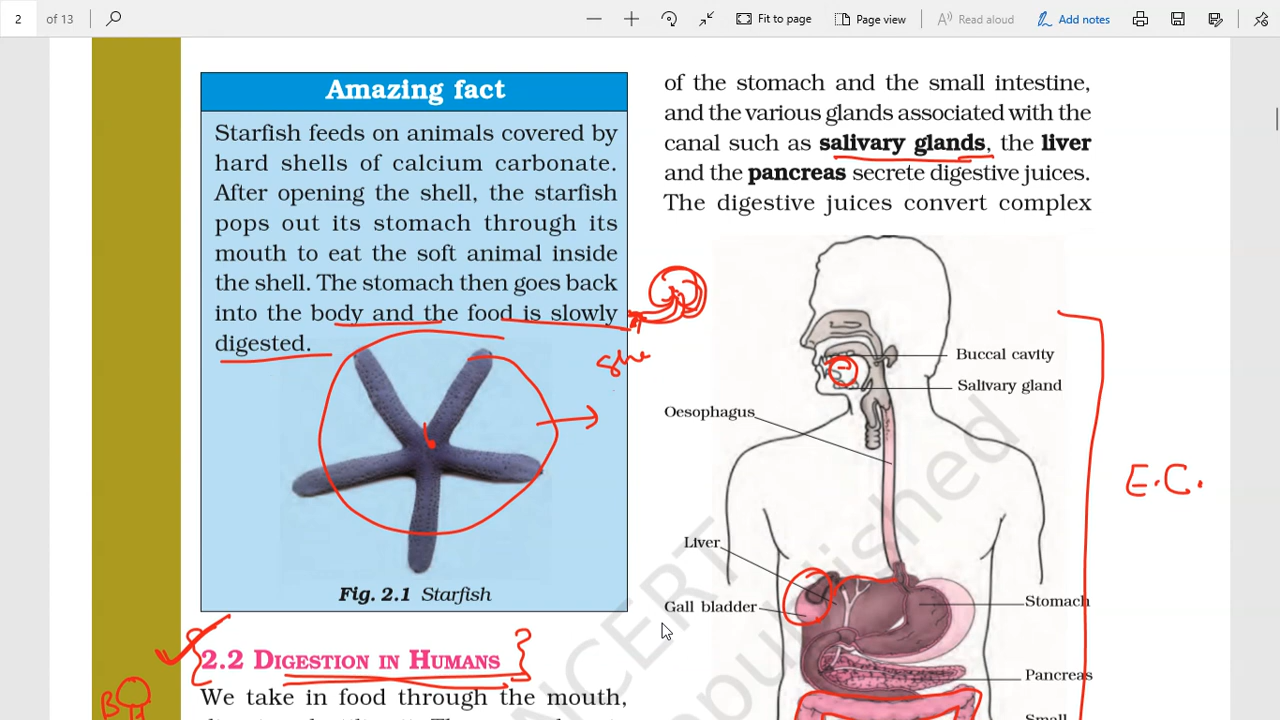 2 of 13 Fit to page Page view Read aloud Add notes
Amazing fact
Starfish feeds on animals covered by
hard shells of calcium carbonate.
After opening the shell, the starfish
pops out its stomach through its
mouth to eat the soft animal inside
the shell. The stomach then goes back
into the body and the food is slowly
digested.
She
Fig. 2.1 Starfish
2.2 DIGESTION IN HUMANS
B
We take in food through the mouth,
of the stomach and the small intestine,
and the various glands associated with the
canal such as salivary glands, the liver
and the pancreas secrete digestive juices.
The digestive juices convert complex
Buccal cavity
Salivary gland
Oesophagus
E.C.
Liver
Gall bladder
Stomach
Pancreas
Small
NCERT
republished